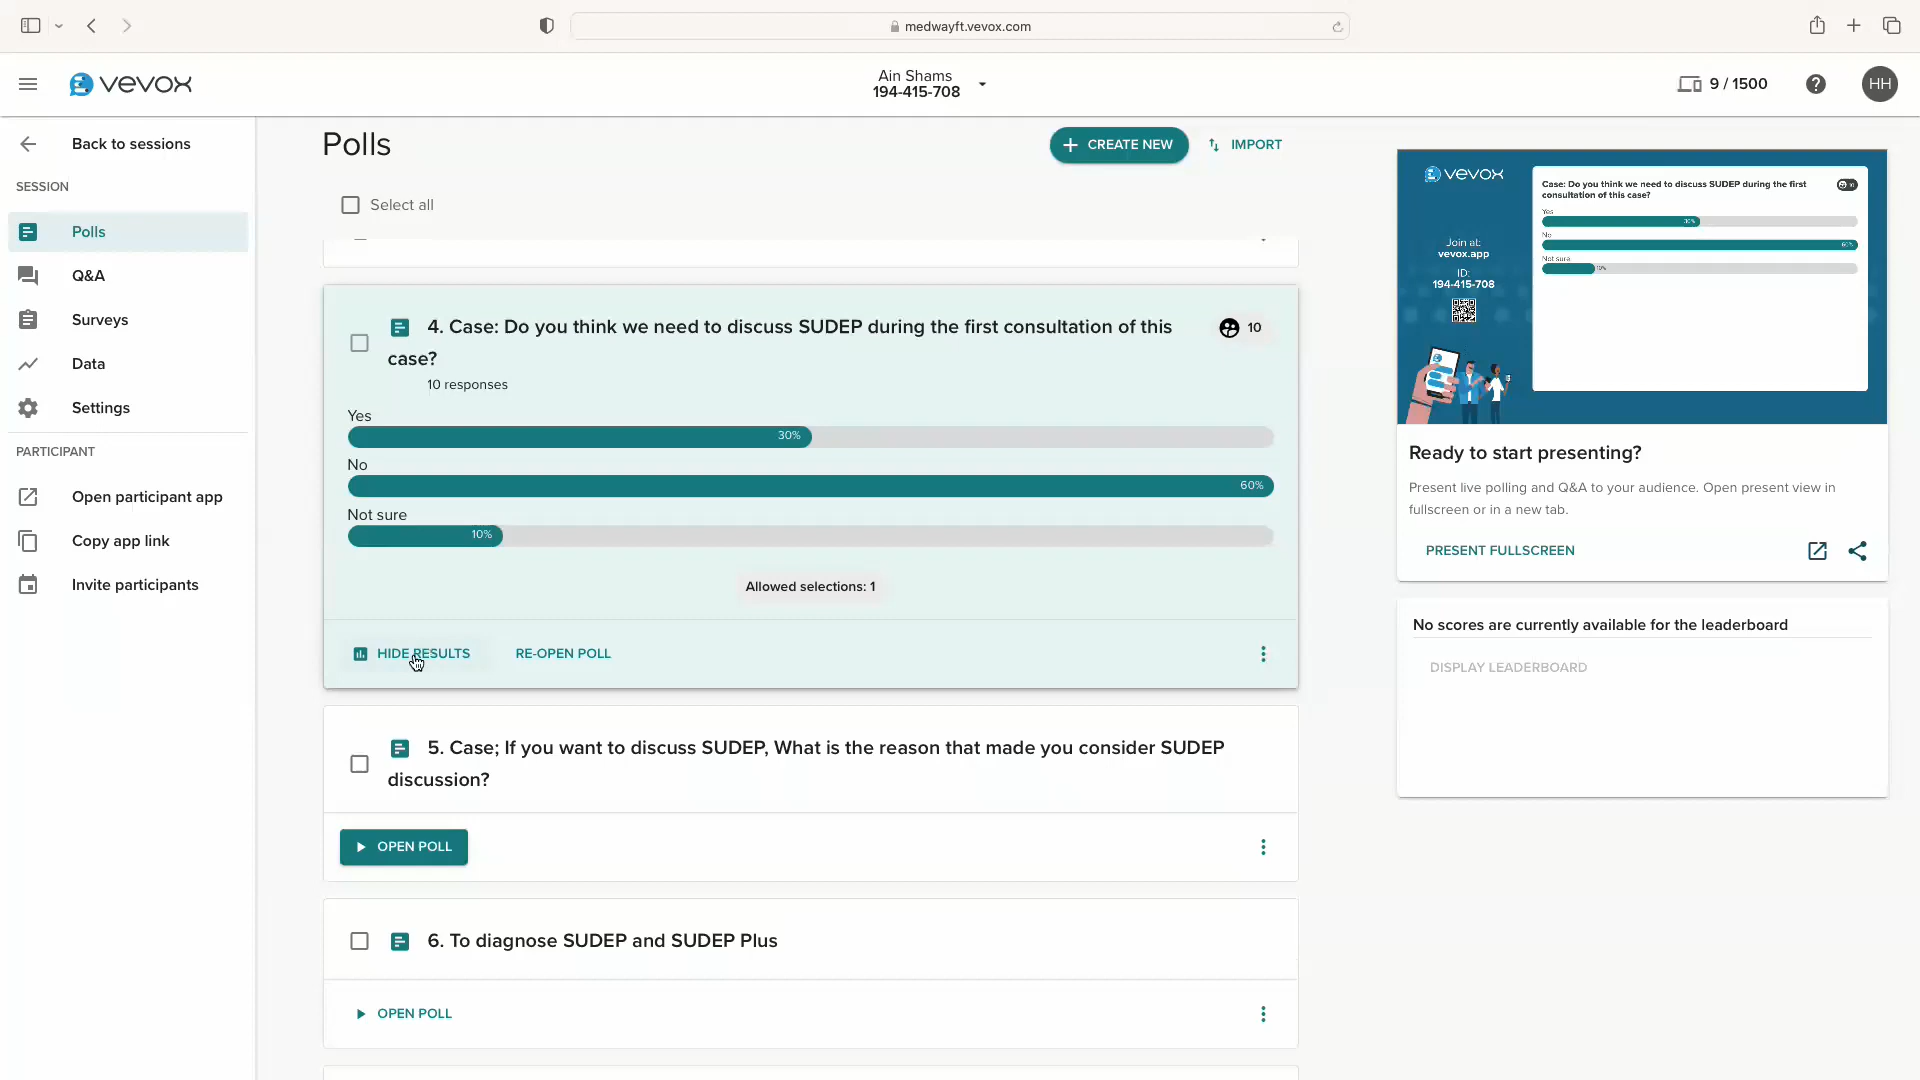 medwayft.vevox.com
vevox
Ain Shams
194-415-708
9 / 1500
HH
Back to sessions
SESSION
Polls
Q&A
Surveys
Data
Settings
PARTICIPANT
Open participant app
Copy app link
Invite participants
Polls
CREATE NEW
IMPORT
Select all
4. Case: Do you think we need to discuss SUDEP during the first consultation of this
case?
10
10 responses
Yes
30%
No
60%
Not sure
10%
Allowed selections: 1
HIDE RESULTS
RE-OPEN POLL
5. Case; If you want to discuss SUDEP, What is the reason that made you consider SUDEP
discussion?
OPEN POLL
6. To diagnose SUDEP and SUDEP Plus
OPEN POLL
vevox
Join at:
vevox.app
ID:
194-415-708
Case: Do you think we need to discuss SUDEP during the first
consultation of this case?
10
Yes
30%
No
60%
Not sure
10%
Ready to start presenting?
Present live polling and Q&A to your audience. Open present view in
fullscreen or in a new tab.
PRESENT FULLSCREEN
No scores are currently available for the leaderboard
DISPLAY LEADERBOARD